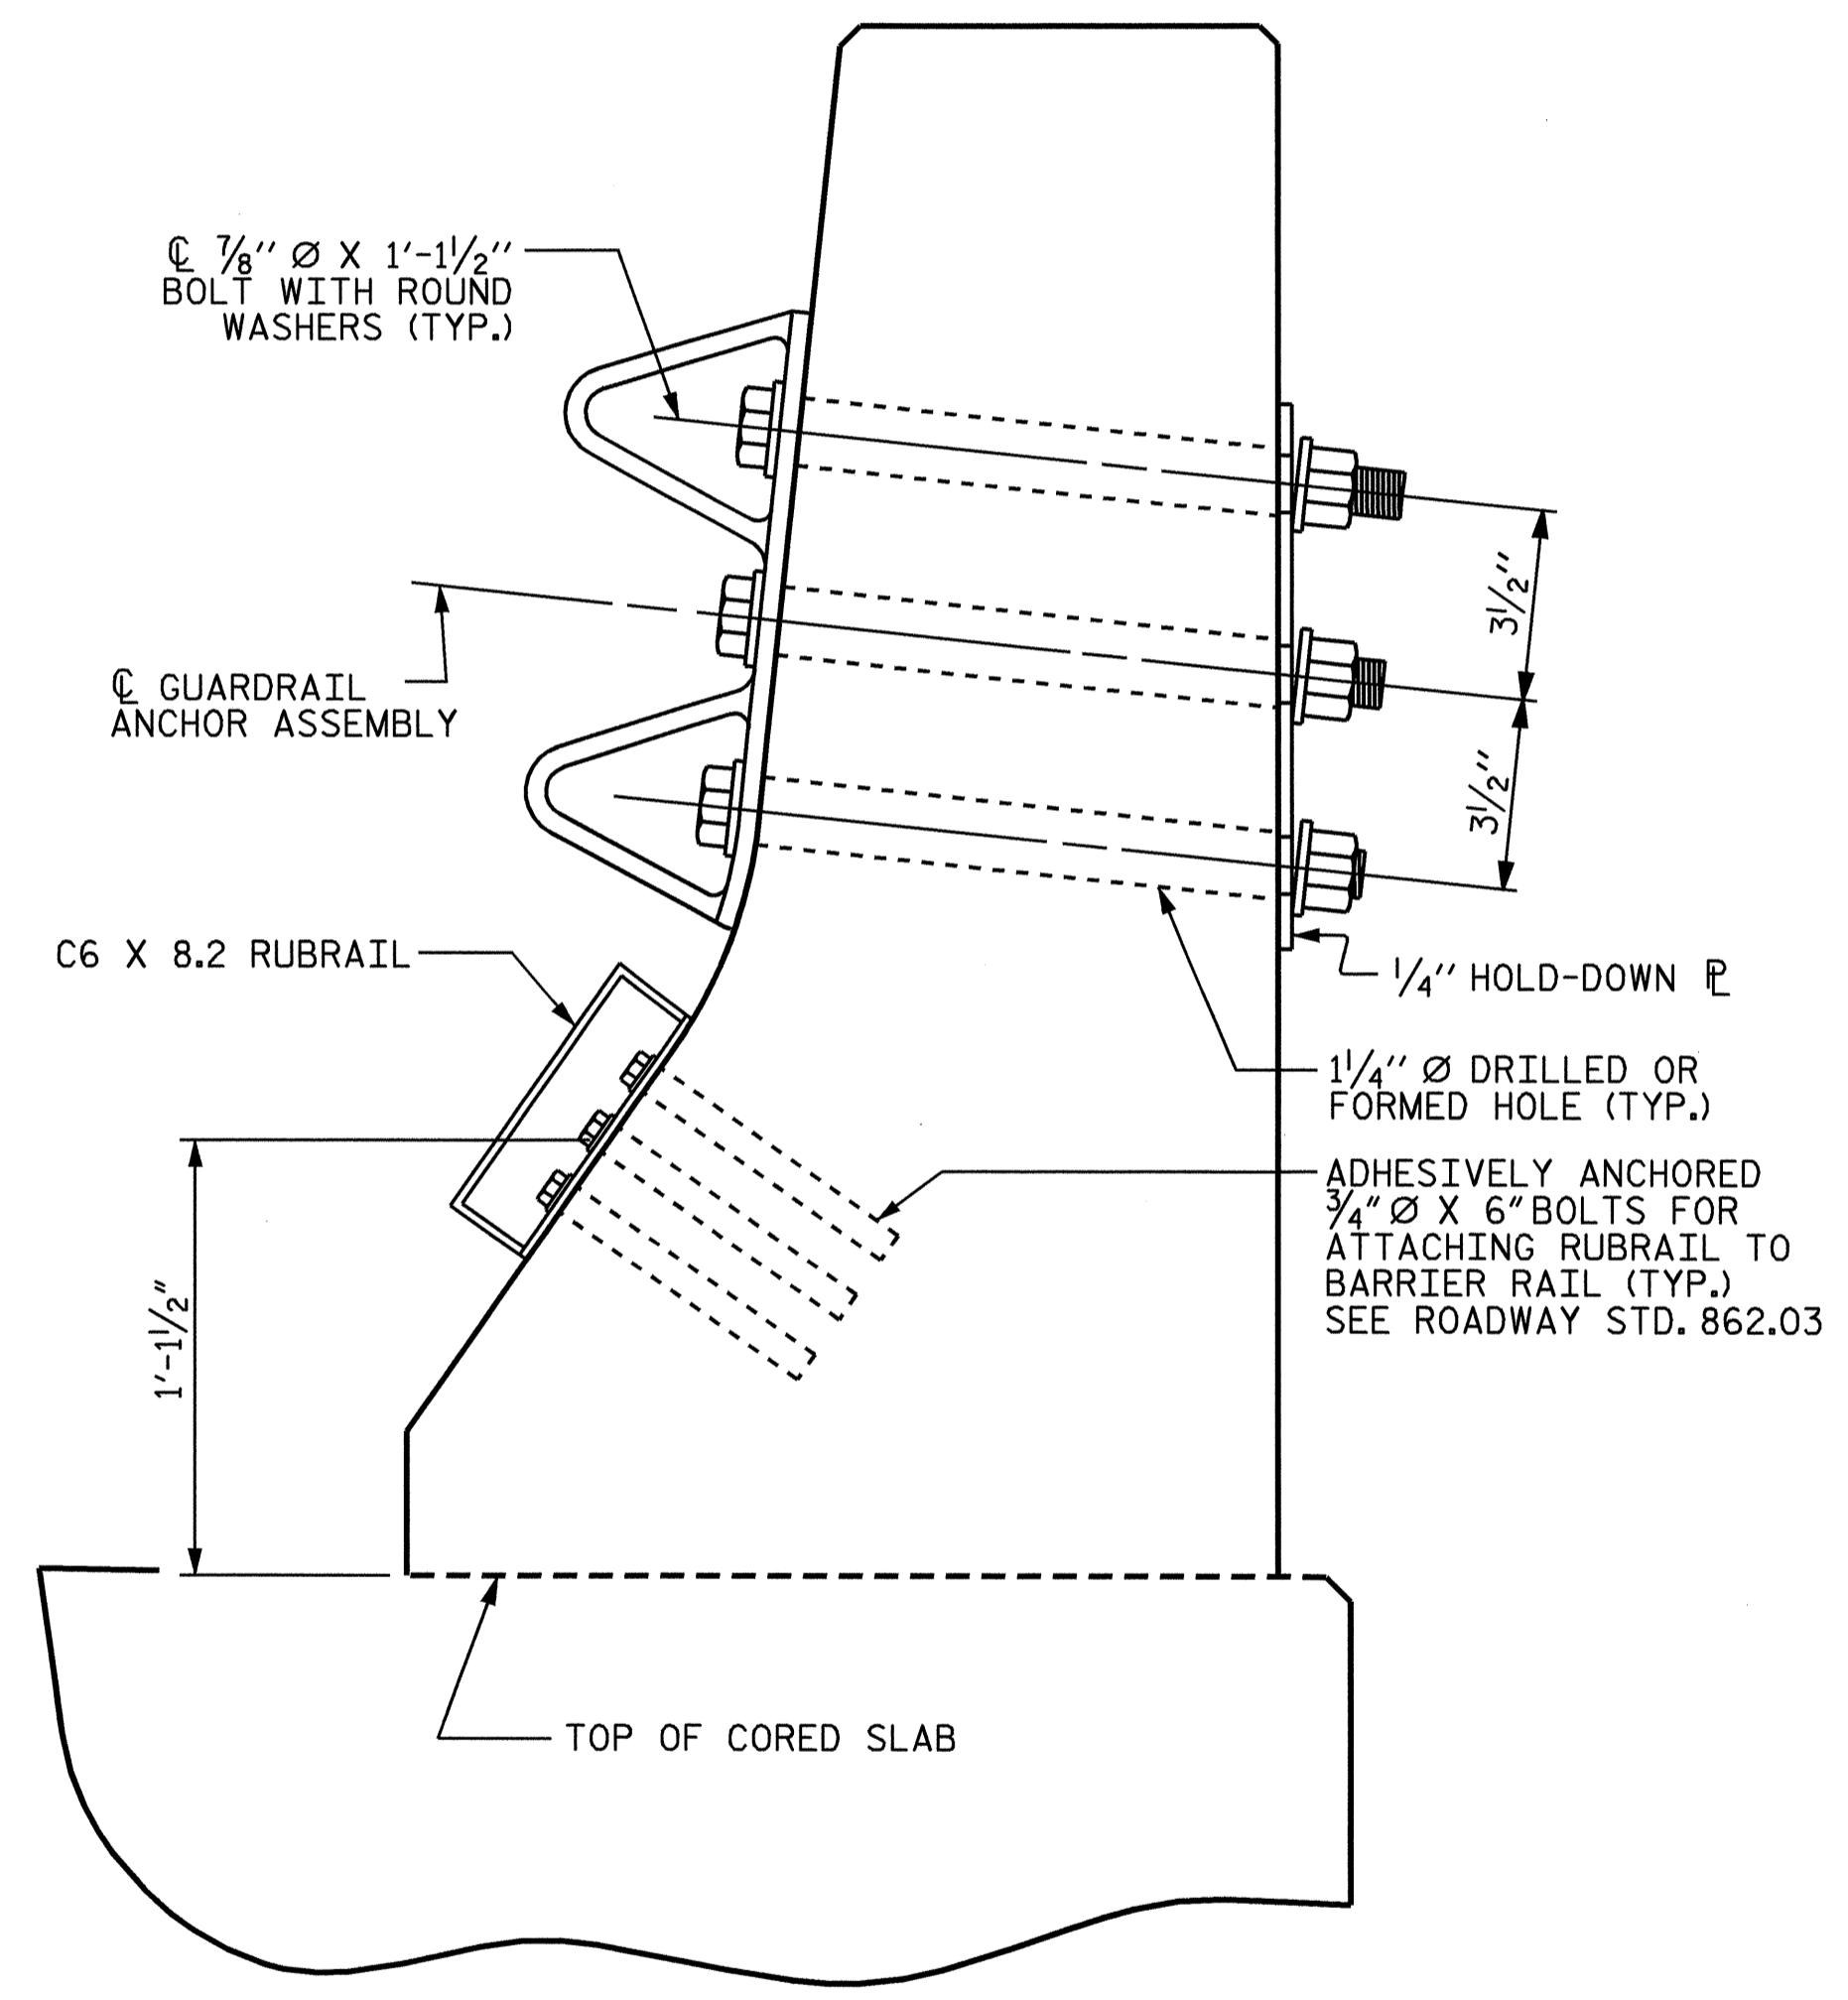 ℄ 7/8" Ø X 1'-1 1/2"
BOLT WITH ROUND
WASHERS (TYP.)
3 1/2"
℄ GUARDRAIL
ANCHOR ASSEMBLY
3 1/2"
C6 X 8.2 RUBRAIL
1/4" HOLD-DOWN ⅊
1 1/4" Ø DRILLED OR
FORMED HOLE (TYP.)
ADHESIVELY ANCHORED
3/4" Ø X 6" BOLTS FOR
ATTACHING RUBRAIL TO
BARRIER RAIL (TYP.)
SEE ROADWAY STD. 862.03
1'-1 1/2"
TOP OF CORED SLAB